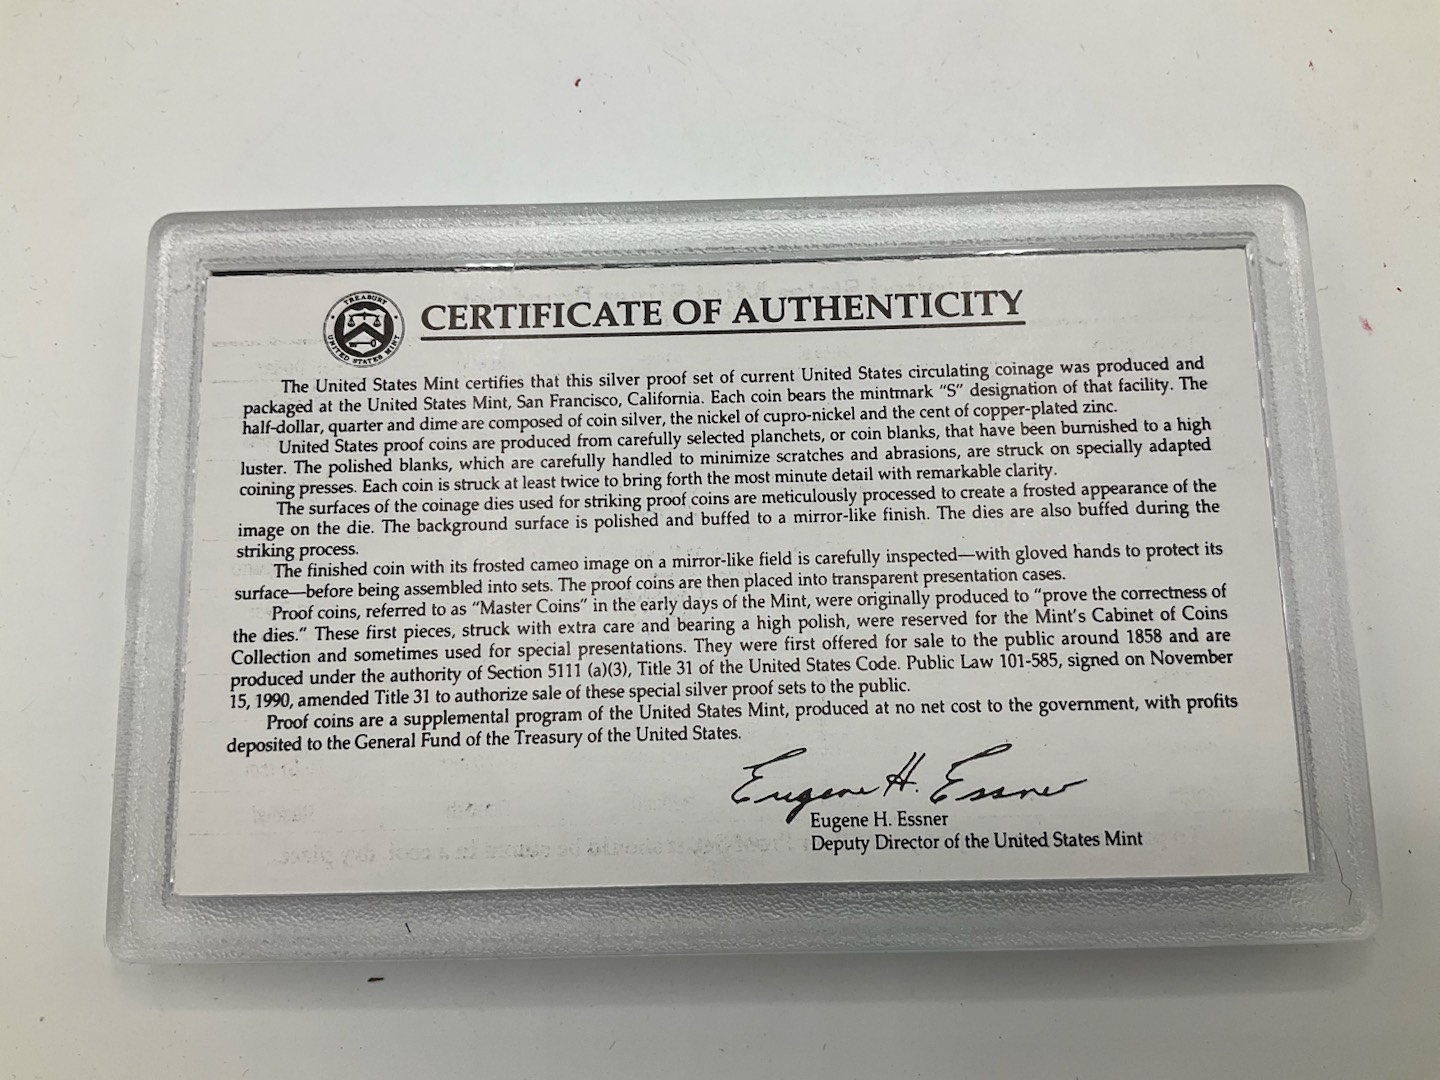 TREASURY
UNITED STATES MINT
CERTIFICATE OF AUTHENTICITY
The United States Mint certifies that this silver proof set of current United States circulating coinage was produced and
packaged at the United States Mint, San Francisco, California. Each coin bears the mintmark "S" designation of that facility. The
half-dollar, quarter and dime are composed of coin silver, the nickel of cupro-nickel and the cent of copper-plated zinc.
United States proof coins are produced from carefully selected planchets, or coin blanks, that have been burnished to a high
luster. The polished blanks, which are carefully handled to minimize scratches and abrasions, are struck on specially adapted
coining presses. Each coin is struck at least twice to bring forth the most minute detail with remarkable clarity.
The surfaces of the coinage dies used for striking proof coins are meticulously processed to create a frosted appearance of the
image on the die. The background surface is polished and buffed to a mirror-like finish. The dies are also buffed during the
striking process.
The finished coin with its frosted cameo image on a mirror-like field is carefully inspected—with gloved hands to protect its
surface—before being assembled into sets. The proof coins are then placed into transparent presentation cases.
Proof coins, referred to as "Master Coins" in the early days of the Mint, were originally produced to "prove the correctness of
the dies." These first pieces, struck with extra care and bearing a high polish, were reserved for the Mint's Cabinet of Coins
Collection and sometimes used for special presentations. They were first offered for sale to the public around 1858 and are
produced under the authority of Section 5111 (a)(3), Title 31 of the United States Code. Public Law 101-585, signed on November
15, 1990, amended Title 31 to authorize sale of these special silver proof sets to the public.
Proof coins are a supplemental program of the United States Mint, produced at no net cost to the government, with profits
deposited to the General Fund of the Treasury of the United States.
Eugene H. Essner
Eugene H. Essner
Deputy Director of the United States Mint